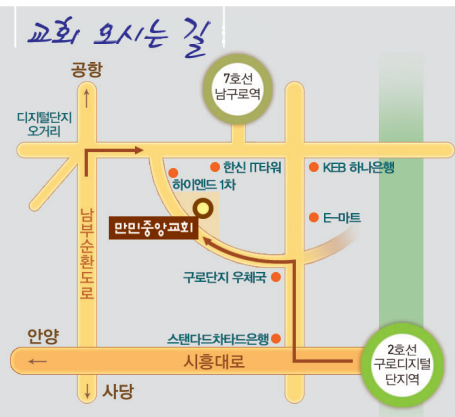 교회 오시는 길
공항
7호선
남구로역
디지털단지
오거리
한신 IT타워
KEB 하나은행
하이엔드 1차
남부순환도로
만민중앙교회
E-마트
구로단지 우체국
안양
스탠다드차타드은행
시흥대로
2호선
구로디지털
단지역
사당